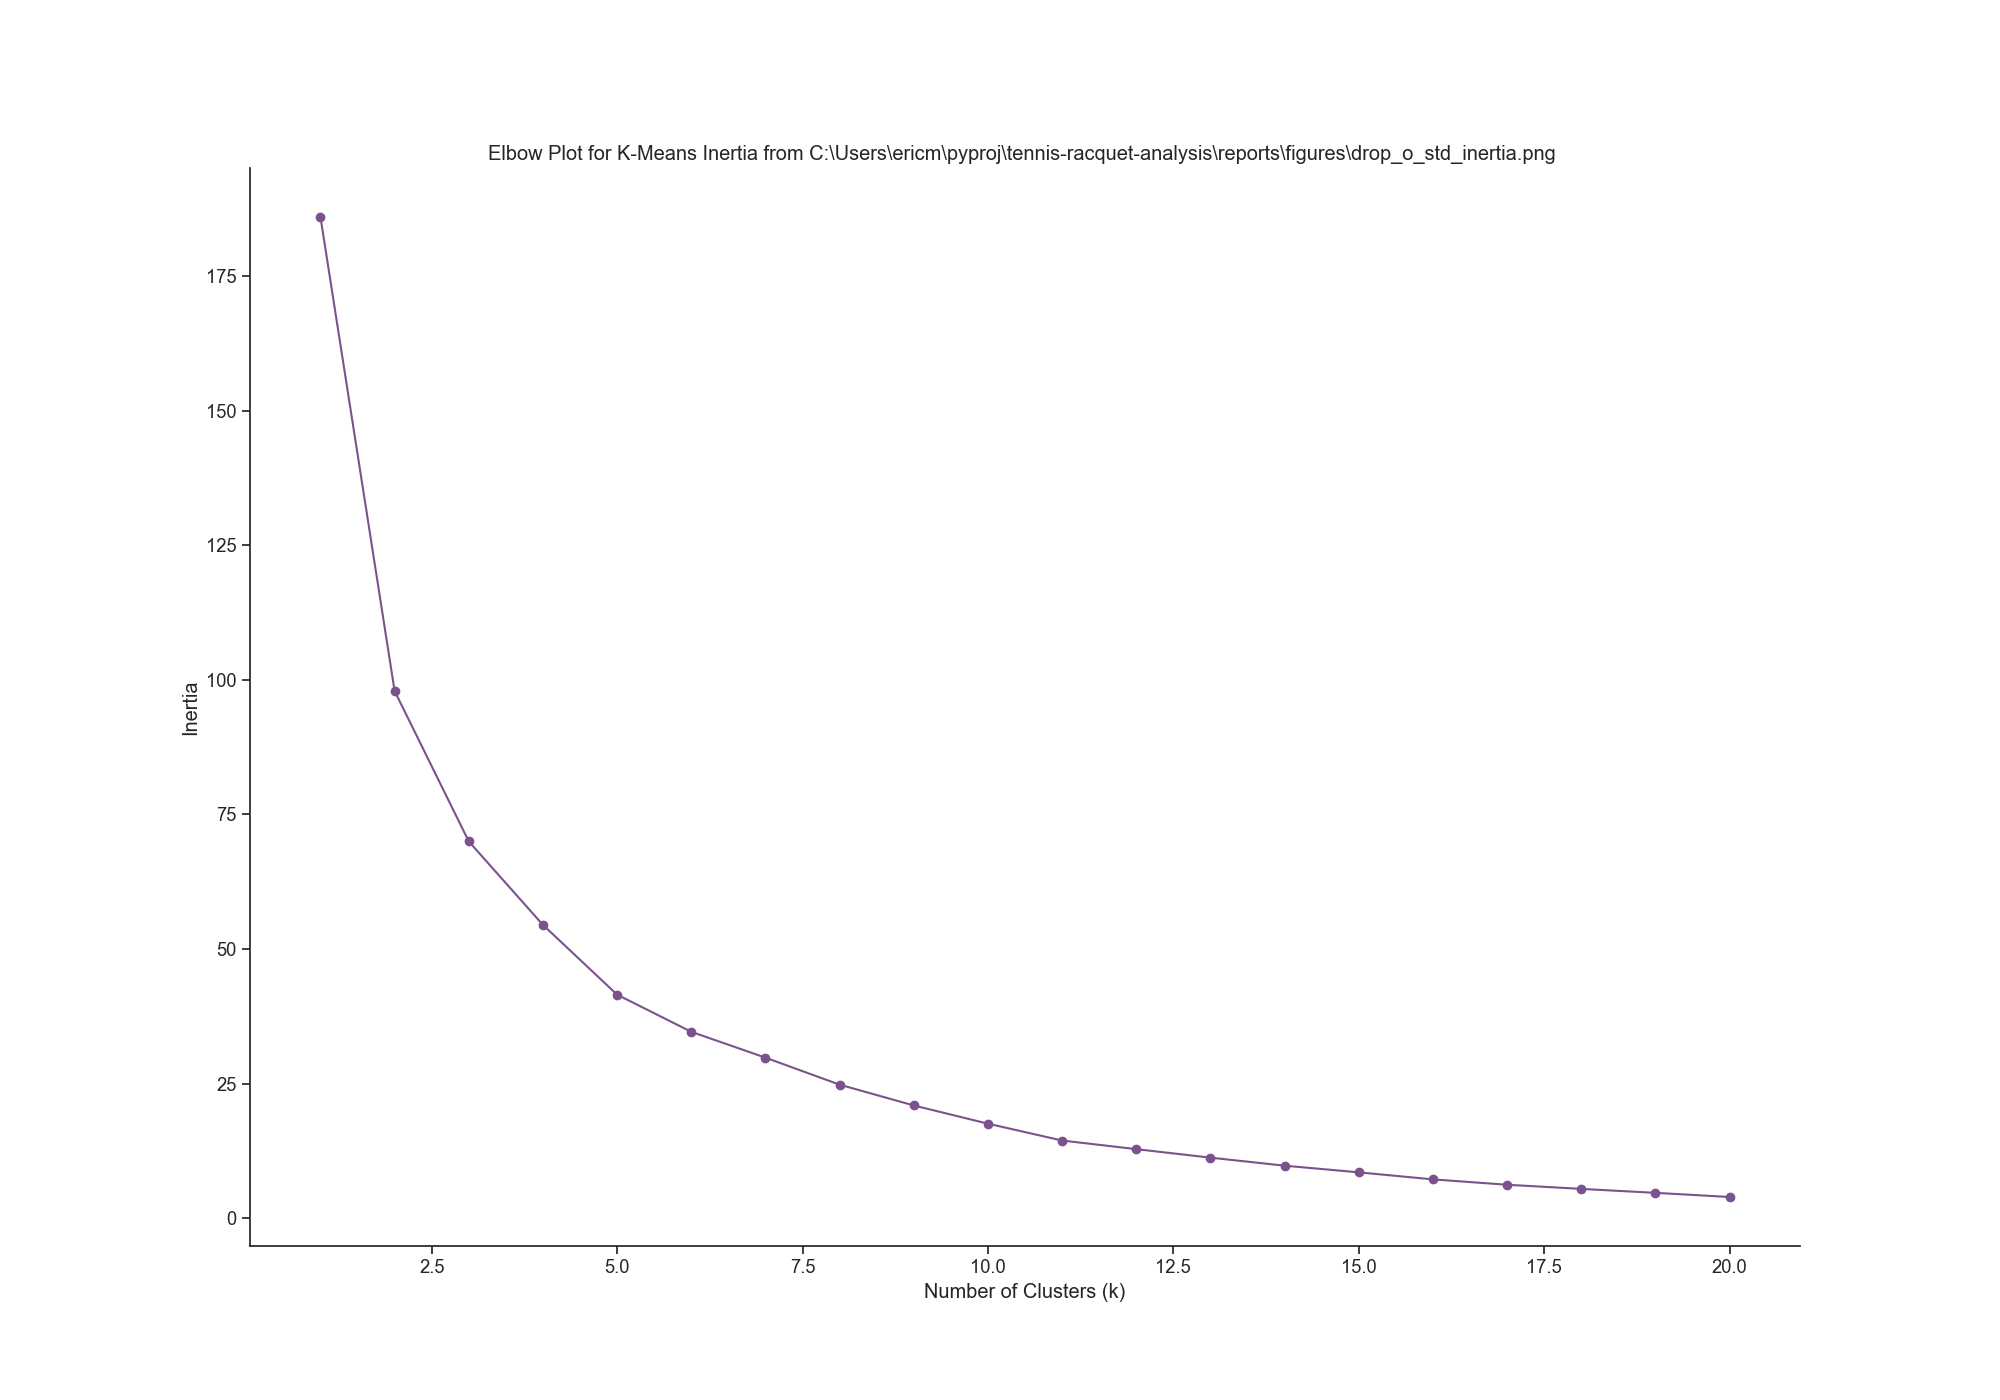 Elbow Plot for K-Means Inertia from C:\Users\ericm\pyproj\tennis-racquet-analysis\reports\figures\drop_o_std_inertia.png
175
150
125
100
75
50
25
0
Inertia
2.5 5.0 7.5 10.0 12.5 15.0 17.5 20.0
Number of Clusters (k)